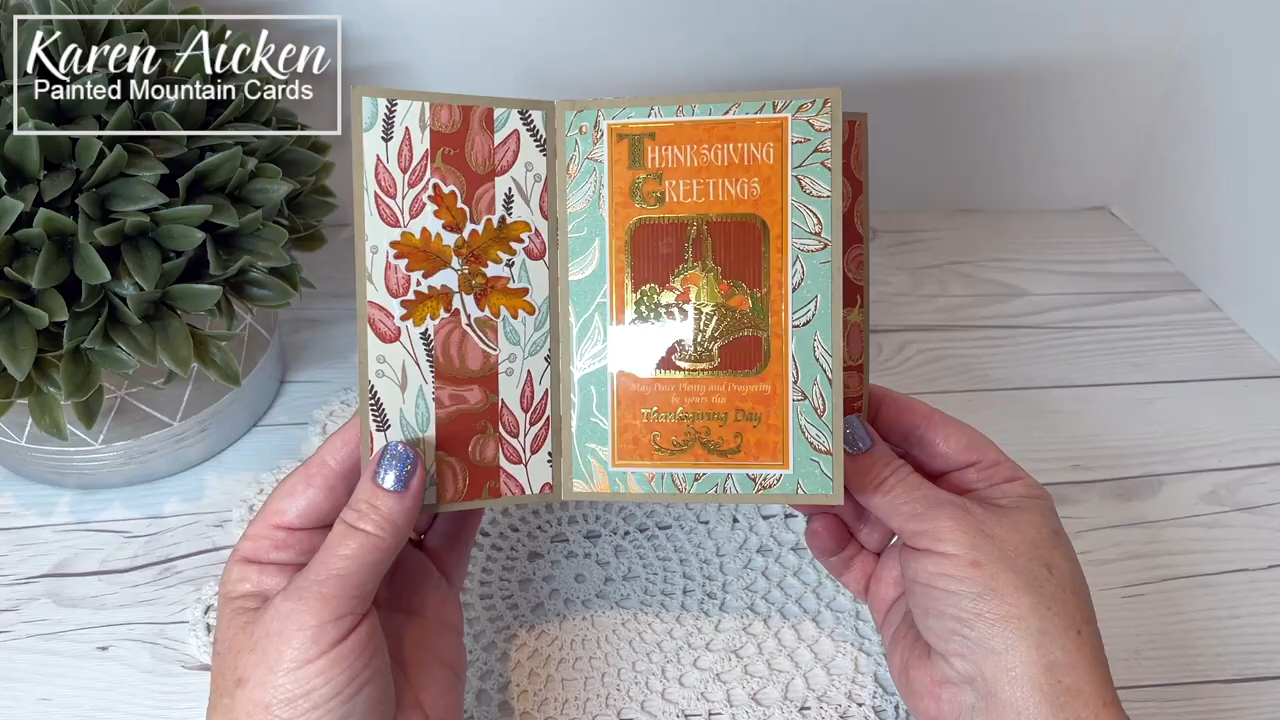 Karen Aicken
Painted Mountain Cards
THANKSGIVING
GREETINGS
May Peace Plenty and Prosperity
be yours this
Thanksgiving Day